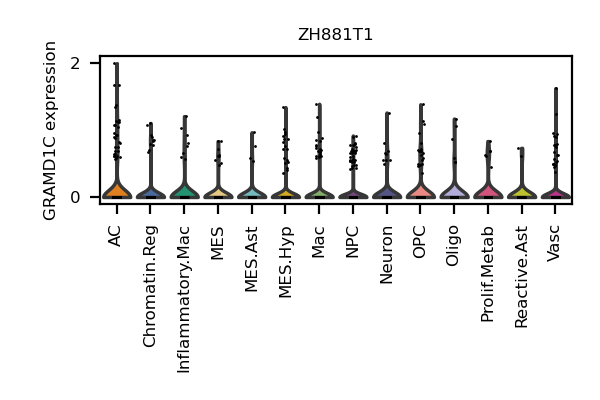 ZH881T1
GRAMD1C expression
2
0
AC
Chromatin.Reg
Inflammatory.Mac
MES
MES.Ast
MES.Hyp
Mac
NPC
Neuron
OPC
Oligo
Prolif.Metab
Reactive.Ast
Vasc